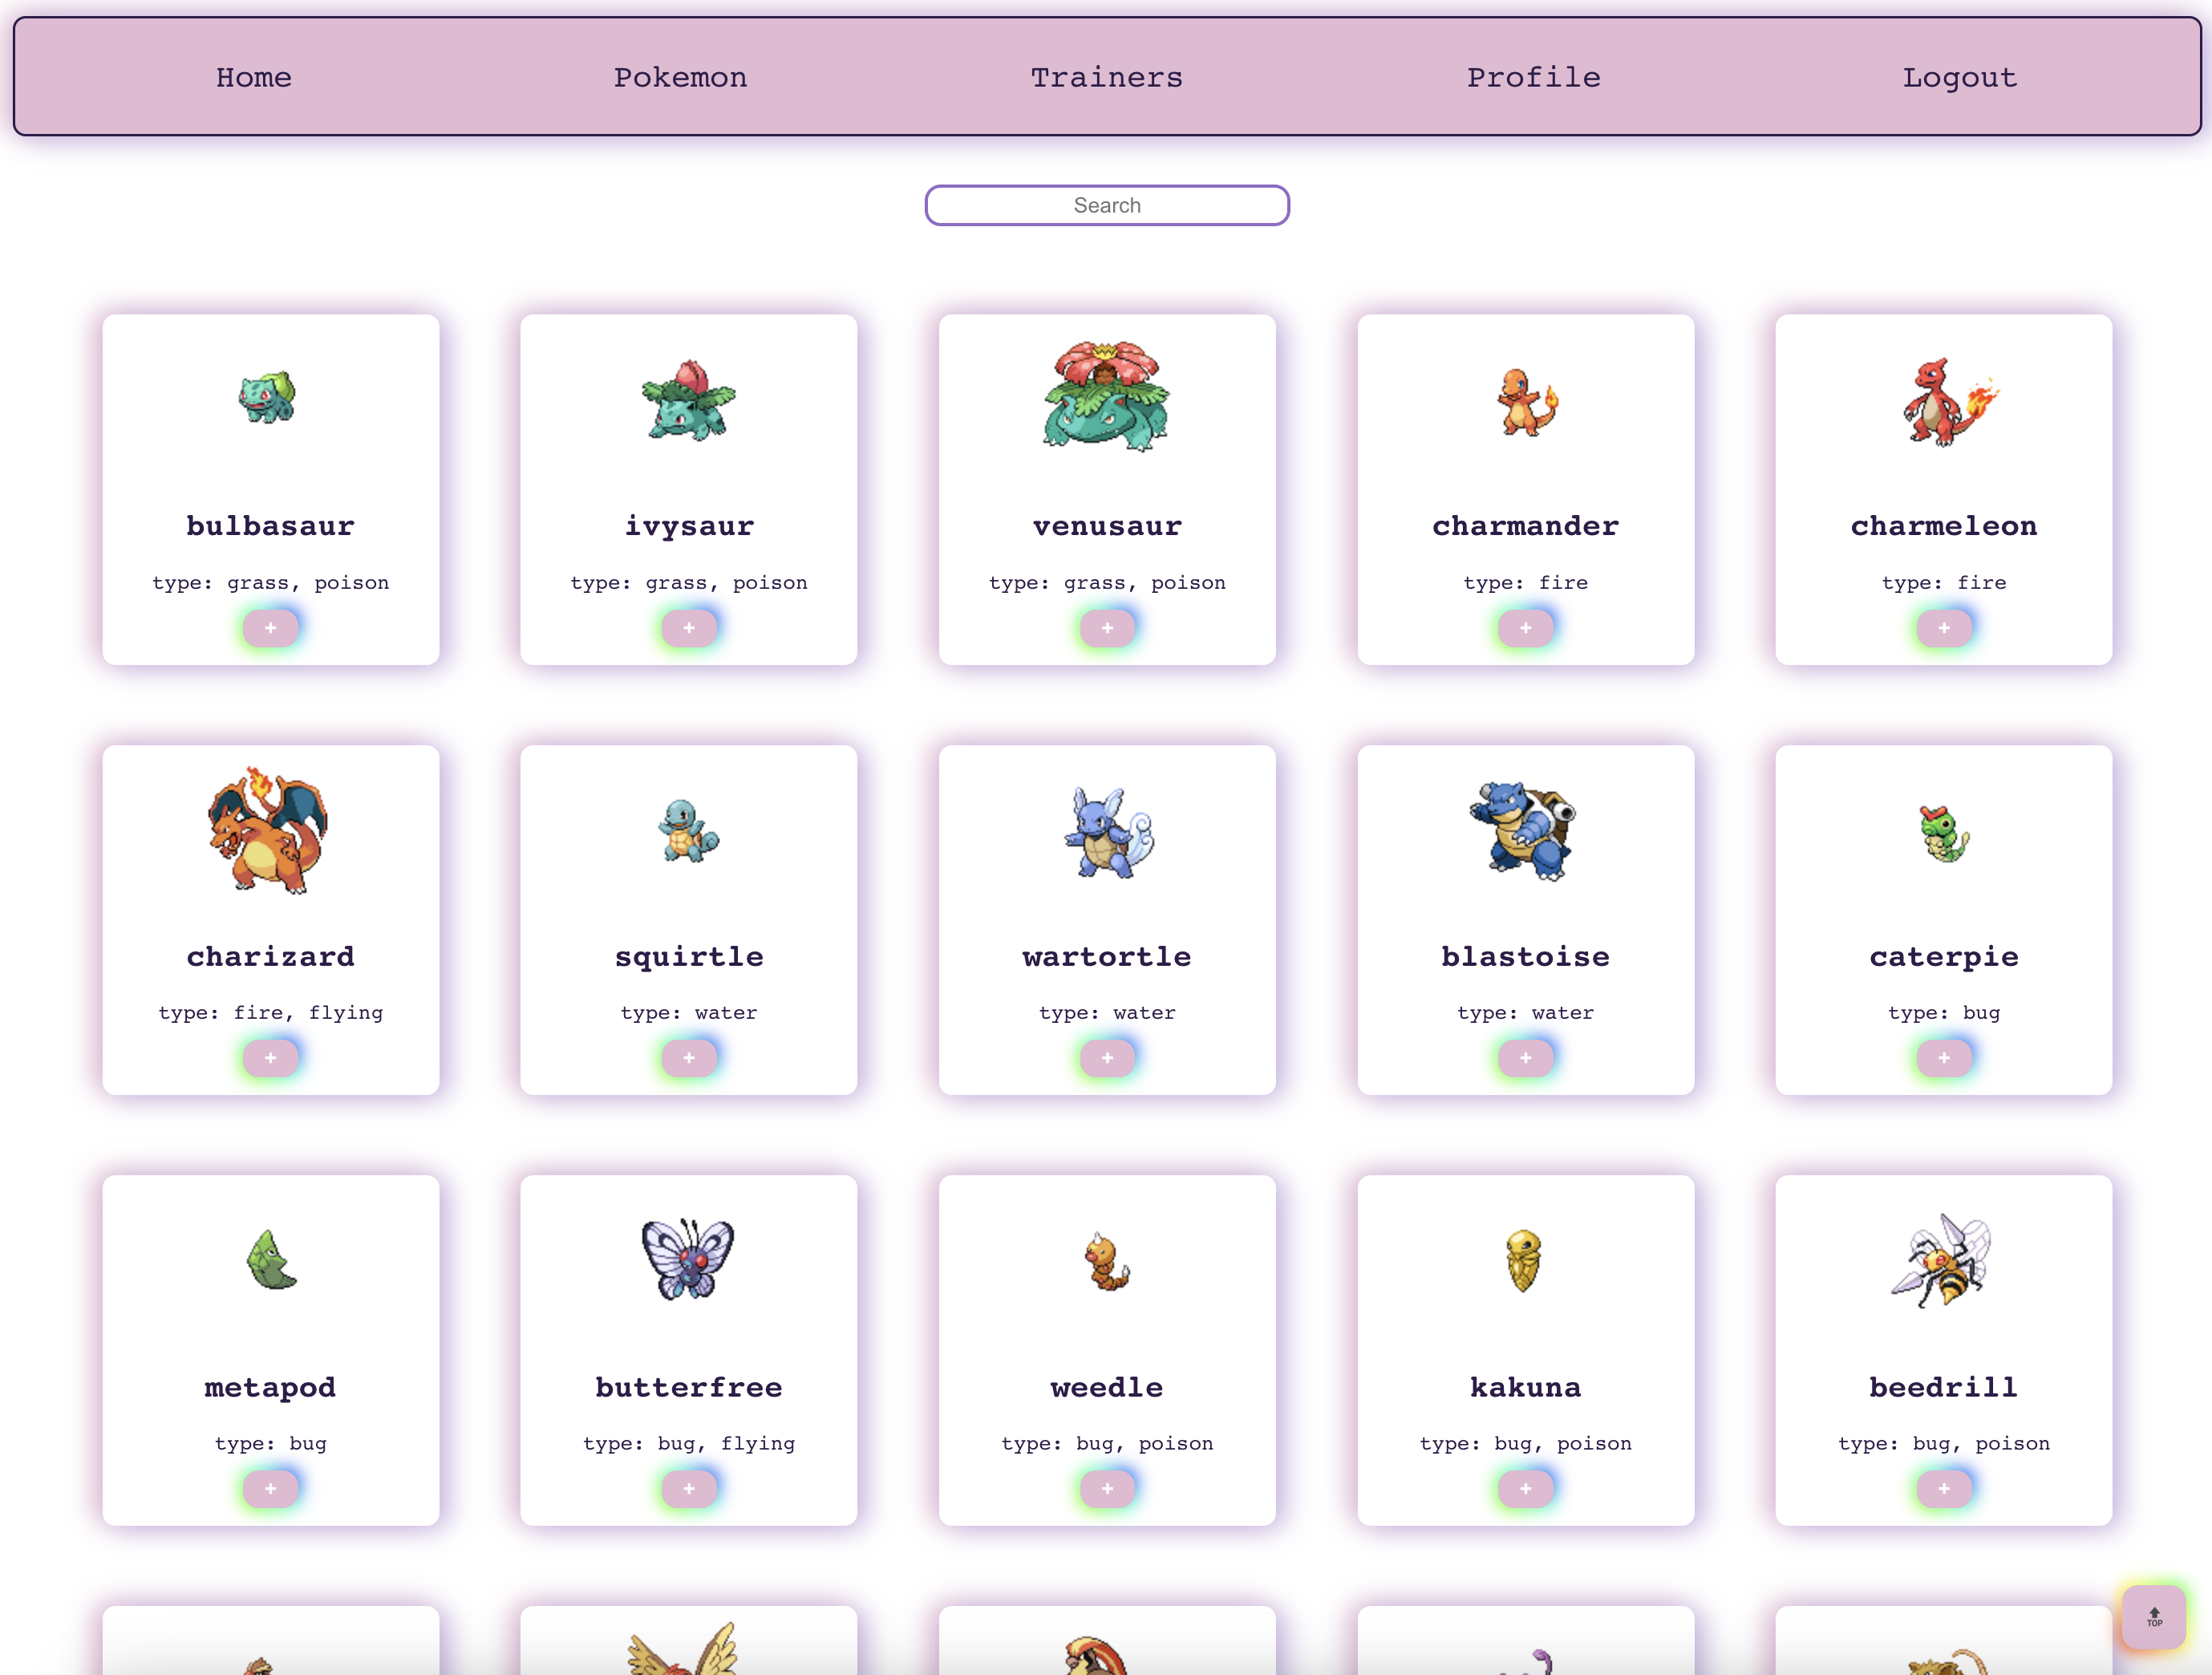 Home Pokemon Trainers Profile Logout
Search
bulbasaur ivysaur venusaur charmander charmeleon
type: grass, poison type: grass, poison type: grass, poison type: fire type: fire
+ + + + +
charizard squirtle wartortle blastoise caterpie
type: fire, flying type: water type: water type: water type: bug
+ + + + +
metapod butterfree weedle kakuna beedrill
type: bug type: bug, flying type: bug, poison type: bug, poison type: bug, poison
+ + + + +
TOP